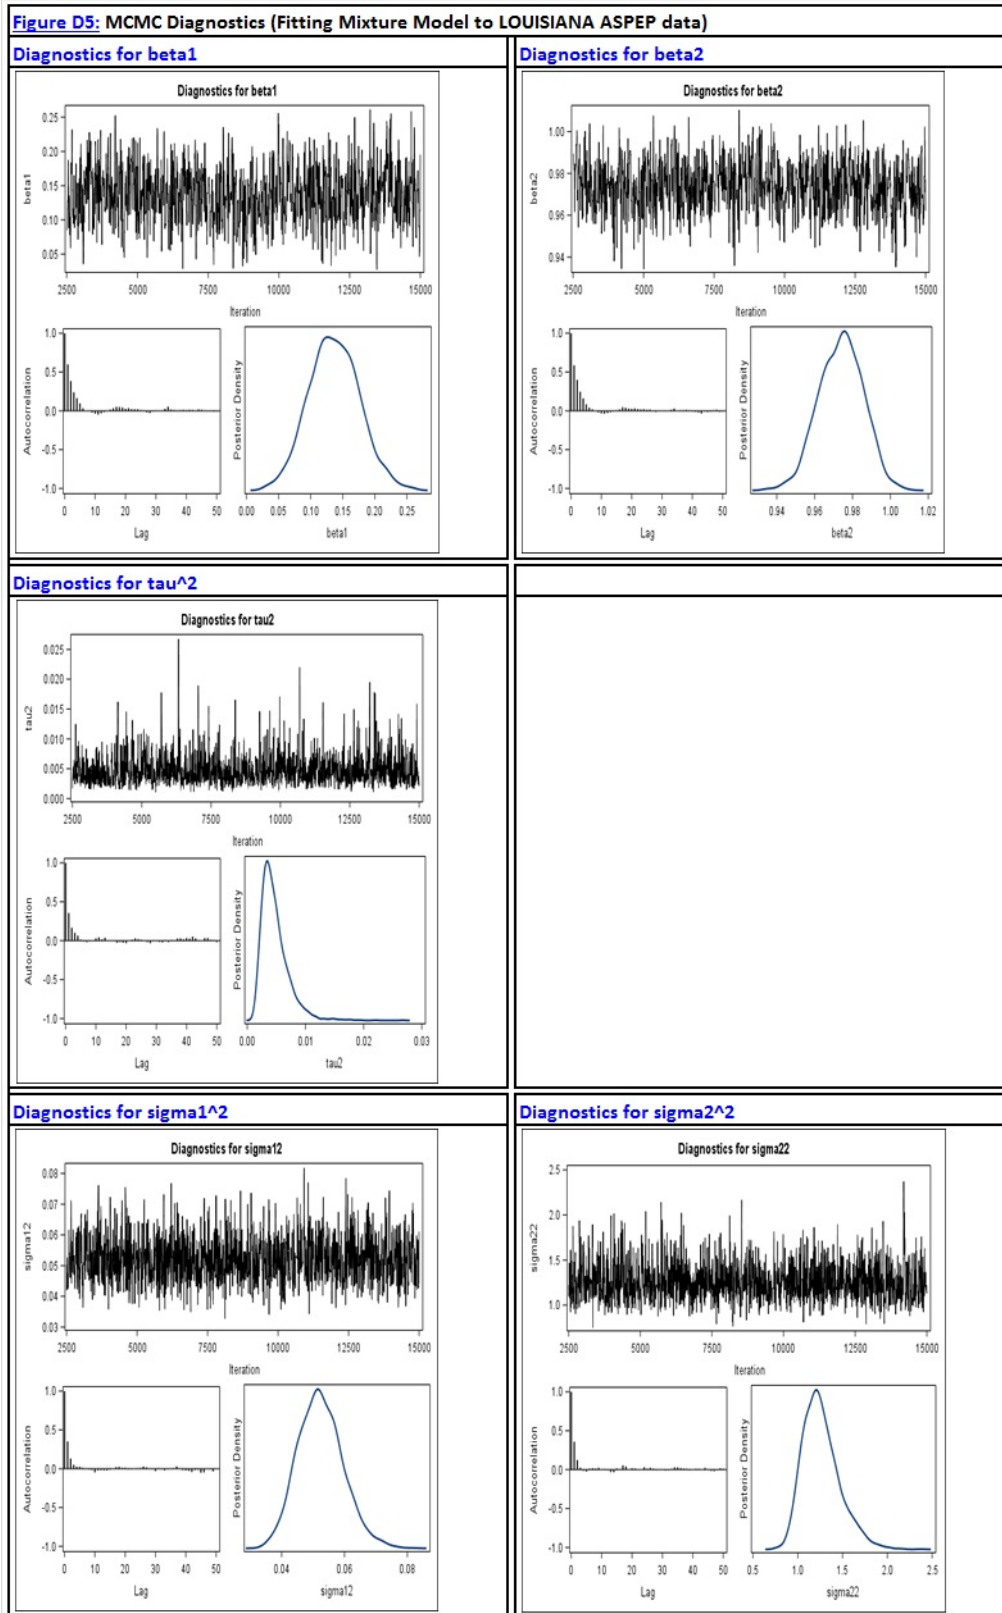 Figure D5: MCMC Diagnostics (Fitting Mixture Model to LOUISIANA ASPEP data)
Diagnostics for beta1
Diagnostics for beta2
Diagnostics for beta1
beta1
0.25
0.20
0.15
0.10
0.05
2500 5000 7500 10000 12500 15000
Iteration
Autocorrelation
1.0
0.5
0.0
-0.5
-1.0
0 10 20 30 40 50
Lag
Posterior Density
0.00 0.05 0.10 0.15 0.20 0.25
beta1
Diagnostics for beta2
beta2
1.00
0.98
0.96
0.94
2500 5000 7500 10000 12500 15000
Iteration
Autocorrelation
1.0
0.5
0.0
-0.5
-1.0
0 10 20 30 40 50
Lag
Posterior Density
0.94 0.96 0.98 1.00 1.02
beta2
Diagnostics for tau^2
Diagnostics for tau2
tau2
0.025
0.020
0.015
0.010
0.005
0.000
2500 5000 7500 10000 12500 15000
Iteration
Autocorrelation
1.0
0.5
0.0
-0.5
-1.0
0 10 20 30 40 50
Lag
Posterior Density
0.00 0.01 0.02 0.03
tau2
Diagnostics for sigma1^2
Diagnostics for sigma2^2
Diagnostics for sigma12
sigma12
0.08
0.07
0.06
0.05
0.04
0.03
2500 5000 7500 10000 12500 15000
Iteration
Autocorrelation
1.0
0.5
0.0
-0.5
-1.0
0 10 20 30 40 50
Lag
Posterior Density
0.04 0.06 0.08
sigma12
Diagnostics for sigma22
sigma22
2.5
2.0
1.5
1.0
2500 5000 7500 10000 12500 15000
Iteration
Autocorrelation
1.0
0.5
0.0
-0.5
-1.0
0 10 20 30 40 50
Lag
Posterior Density
0.5 1.0 1.5 2.0 2.5
sigma22